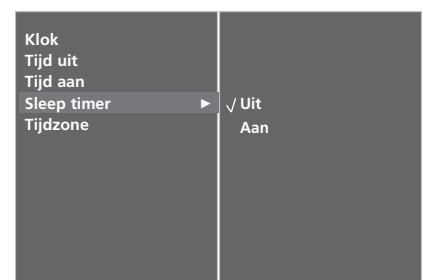 Klok
Tijd uit
Tijd aan
Sleep timer ►
Tijdzone
√ Uit
Aan